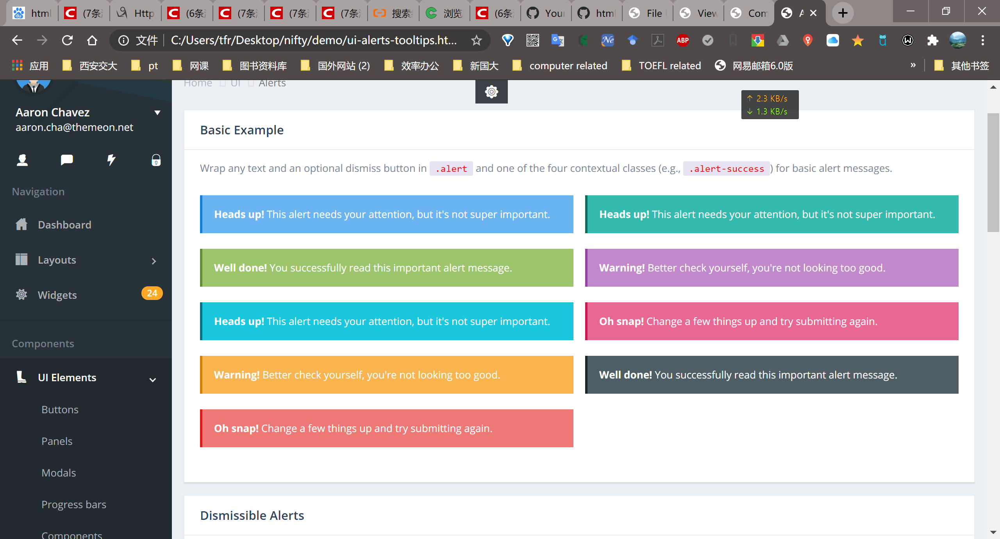 html
(7条
Http
(6条
(7条
(7条
(7条
搜索
浏览
(6条
Your
html
File
View
Com
文件
C:/Users/tfr/Desktop/nifty/demo/ui-alerts-tooltips.ht...
ABP
Ne
应用
西安交大
pt
网课
图书资料库
国外网站 (2)
效率办公
新国大
computer related
TOEFL related
网易邮箱6.0版
»
其他书签
Home UI Alerts
↑ 2.3 KB/s
↓ 1.3 KB/s
Aaron Chavez
aaron.cha@themeon.net
Navigation
Dashboard
Layouts
Widgets 24
Components
UI Elements
Buttons
Panels
Modals
Progress bars
Components
Basic Example
Wrap any text and an optional dismiss button in .alert and one of the four contextual classes (e.g., .alert-success ) for basic alert messages.
Heads up! This alert needs your attention, but it's not super important.
Heads up! This alert needs your attention, but it's not super important.
Well done! You successfully read this important alert message.
Warning! Better check yourself, you're not looking too good.
Heads up! This alert needs your attention, but it's not super important.
Oh snap! Change a few things up and try submitting again.
Warning! Better check yourself, you're not looking too good.
Well done! You successfully read this important alert message.
Oh snap! Change a few things up and try submitting again.
Dismissible Alerts